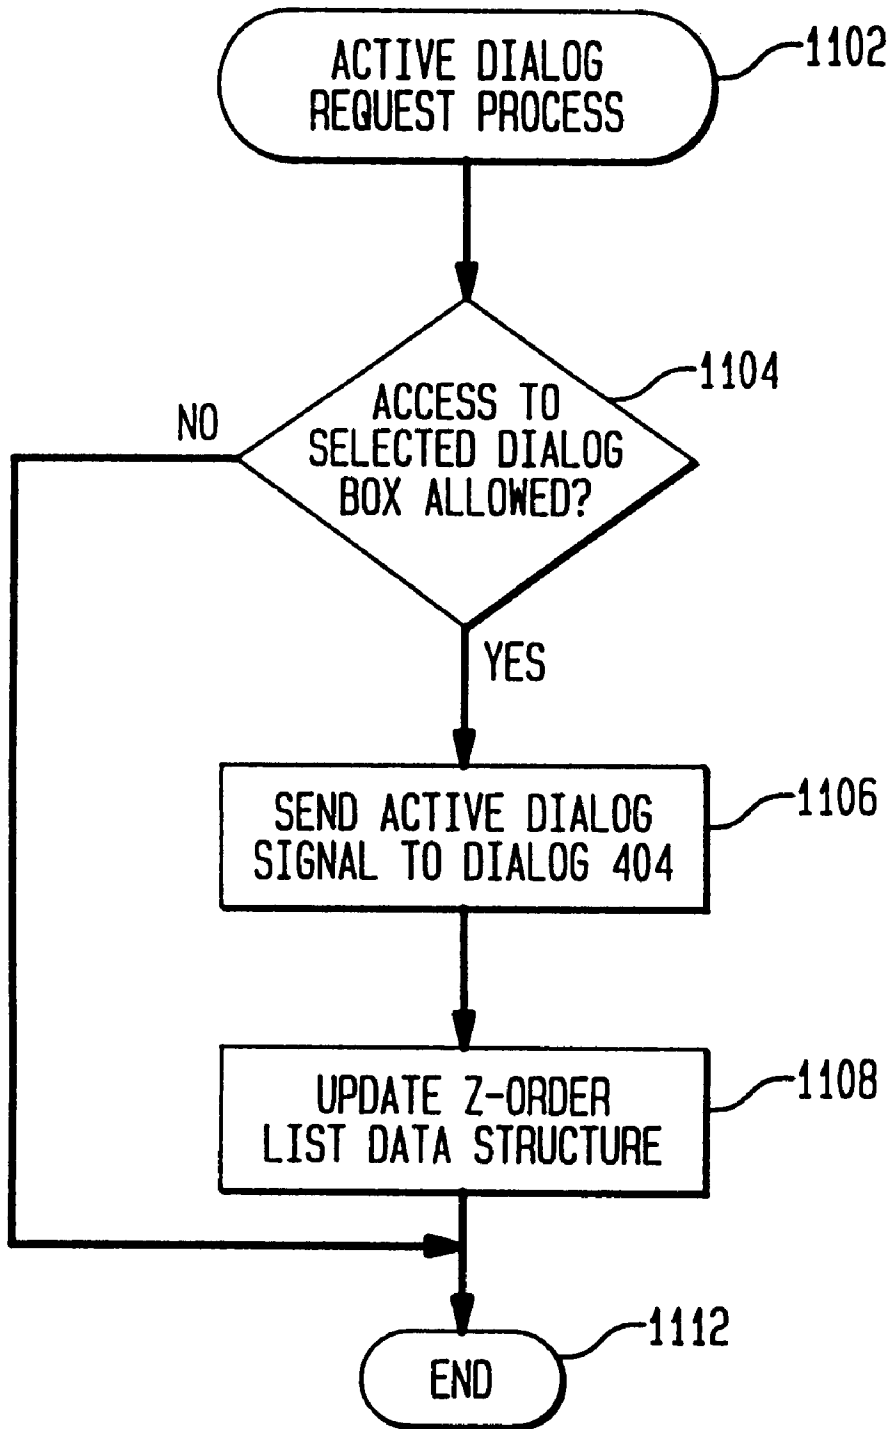 ACTIVE DIALOG
REQUEST PROCESS
1102
ACCESS TO
SELECTED DIALOG
BOX ALLOWED?
1104
NO
YES
SEND ACTIVE DIALOG
SIGNAL TO DIALOG 404
1106
UPDATE Z-ORDER
LIST DATA STRUCTURE
1108
END
1112